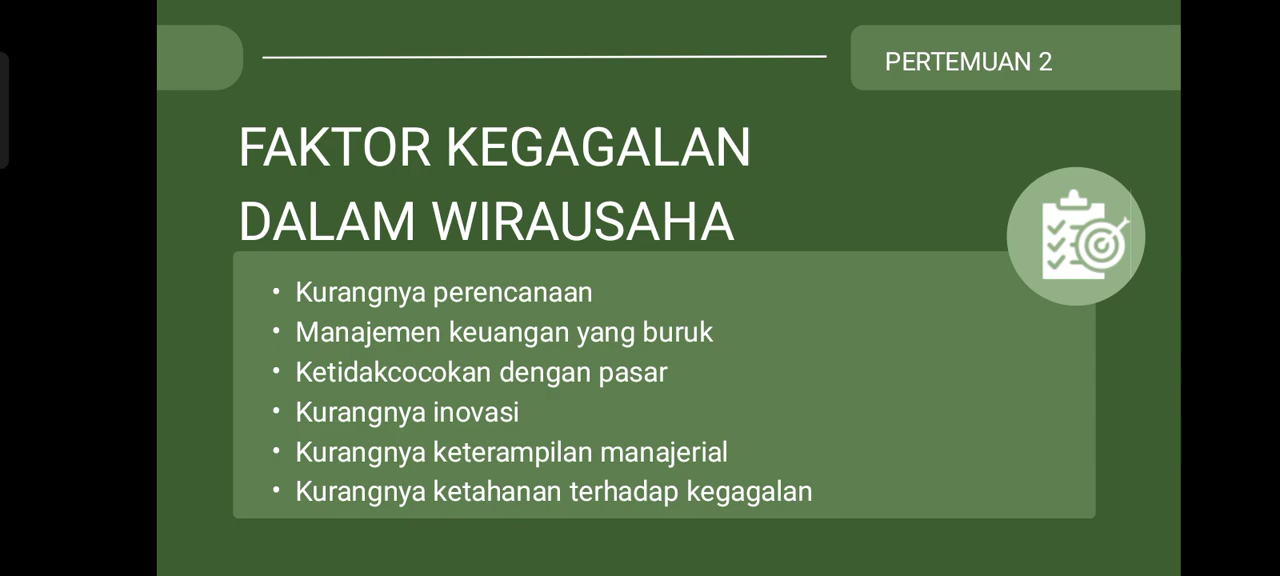 PERTEMUAN 2
FAKTOR KEGAGALAN
DALAM WIRAUSAHA
• Kurangnya perencanaan
• Manajemen keuangan yang buruk
• Ketidakcocokan dengan pasar
• Kurangnya inovasi
• Kurangnya keterampilan manajerial
• Kurangnya ketahanan terhadap kegagalan